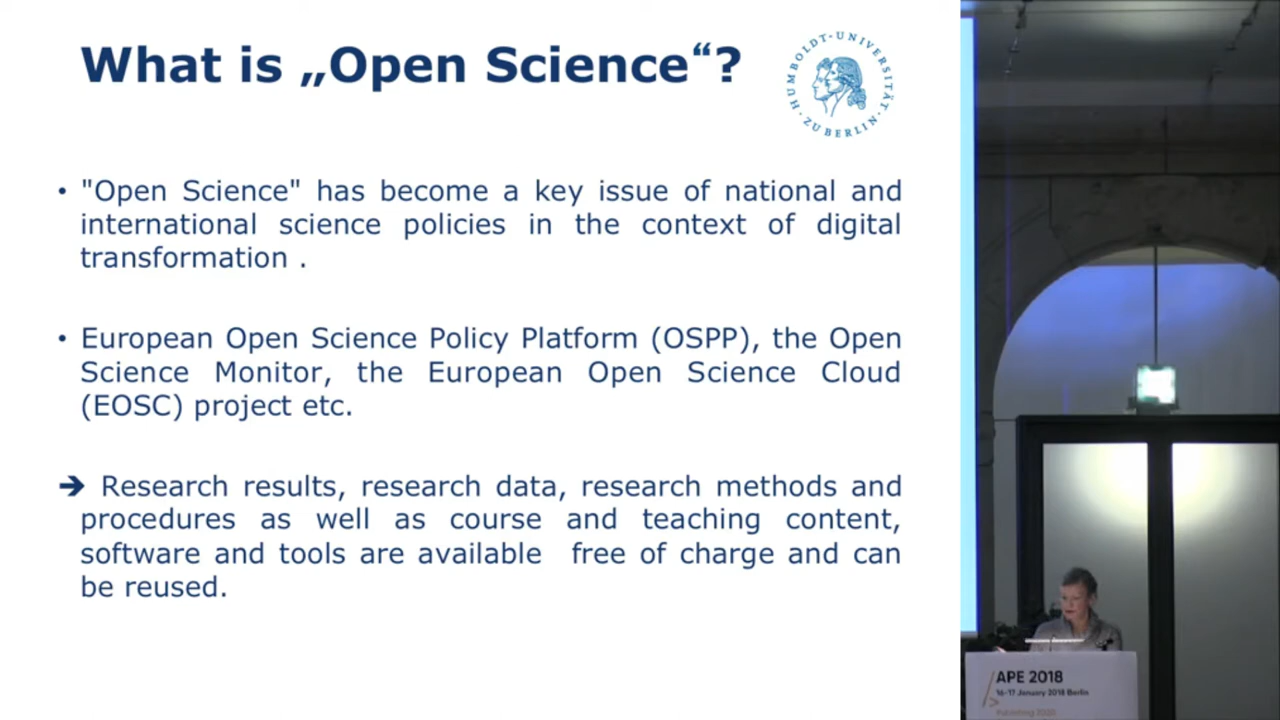 What is „Open Science“?
HUMBOLDT-UNIVERSITÄT
ZU BERLIN
• "Open Science" has become a key issue of national and
international science policies in the context of digital
transformation .
• European Open Science Policy Platform (OSPP), the Open
Science Monitor, the European Open Science Cloud
(EOSC) project etc.
➔ Research results, research data, research methods and
procedures as well as course and teaching content,
software and tools are available free of charge and can
be reused.
APE 2018
16-17 January 2018 Berlin
Publishing 2020